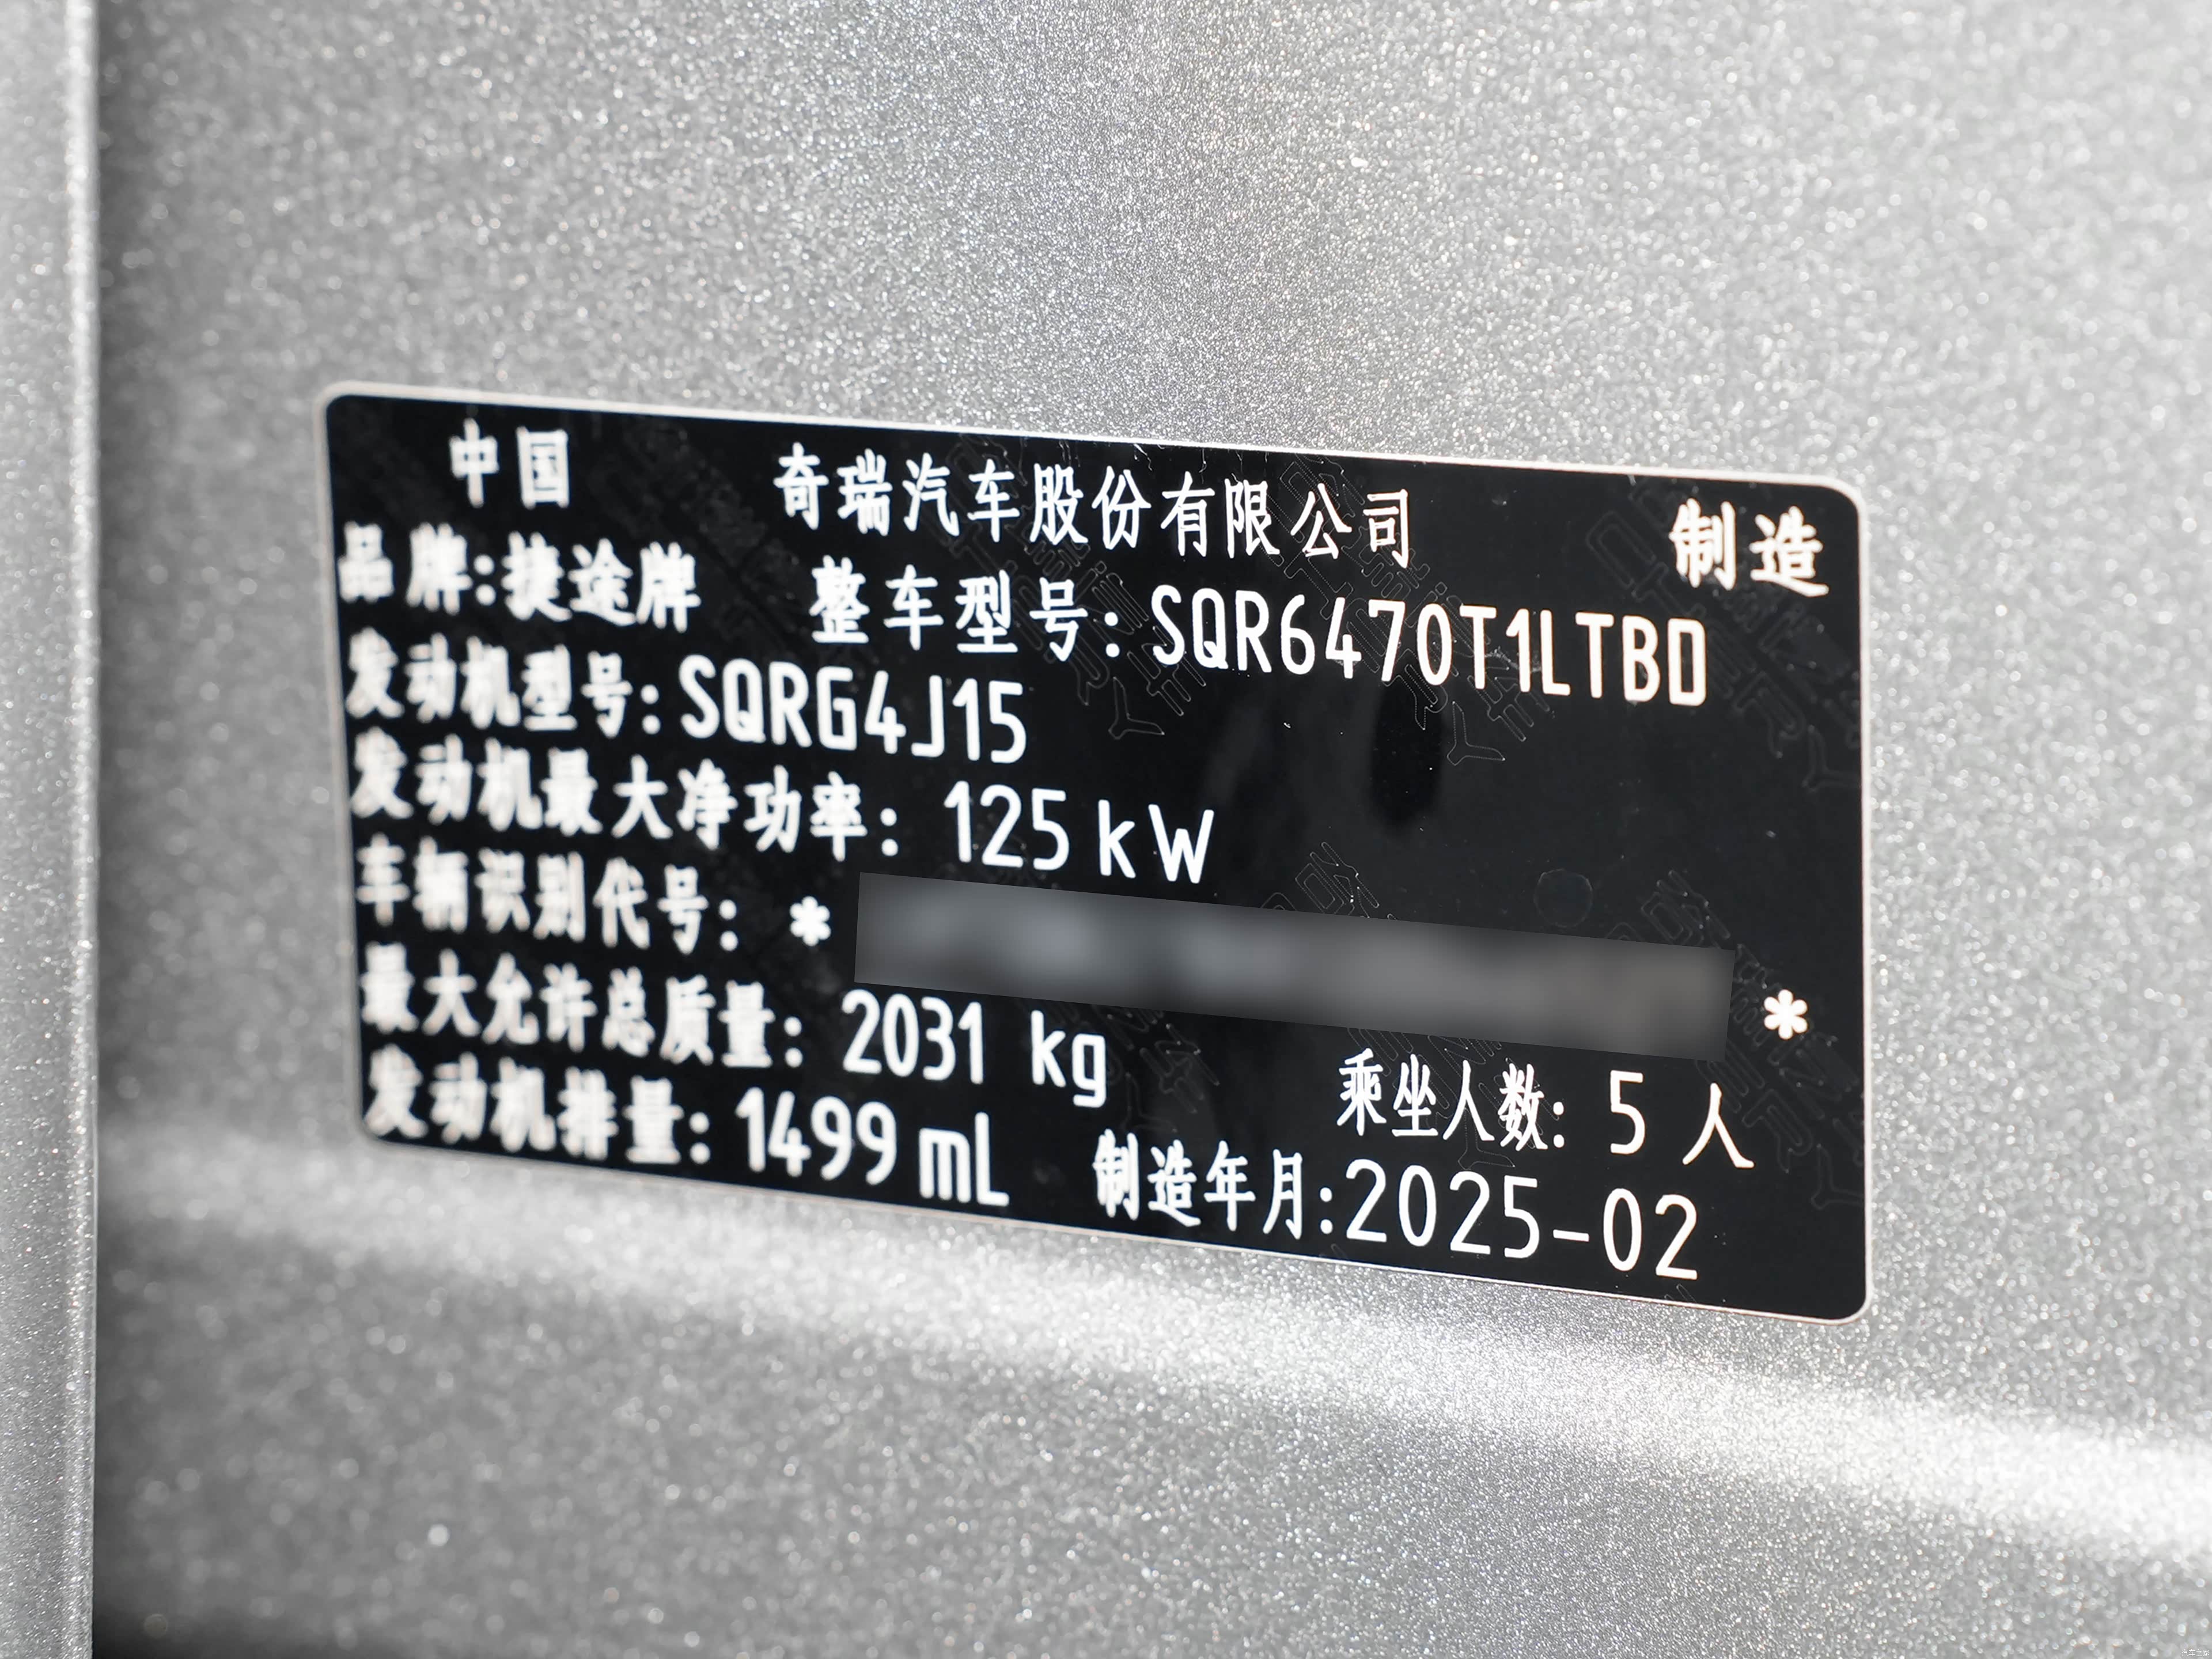 中国 奇瑞汽车股份有限公司 制造
品牌:捷途牌 整车型号:SQR6470T1LTBD
发动机型号:SQRG4J15
发动机最大净功率: 125 kW
车辆识别代号: * *
最大允许总质量: 2031 kg 乘坐人数: 5 人
发动机排量: 1499 mL 制造年月:2025-02